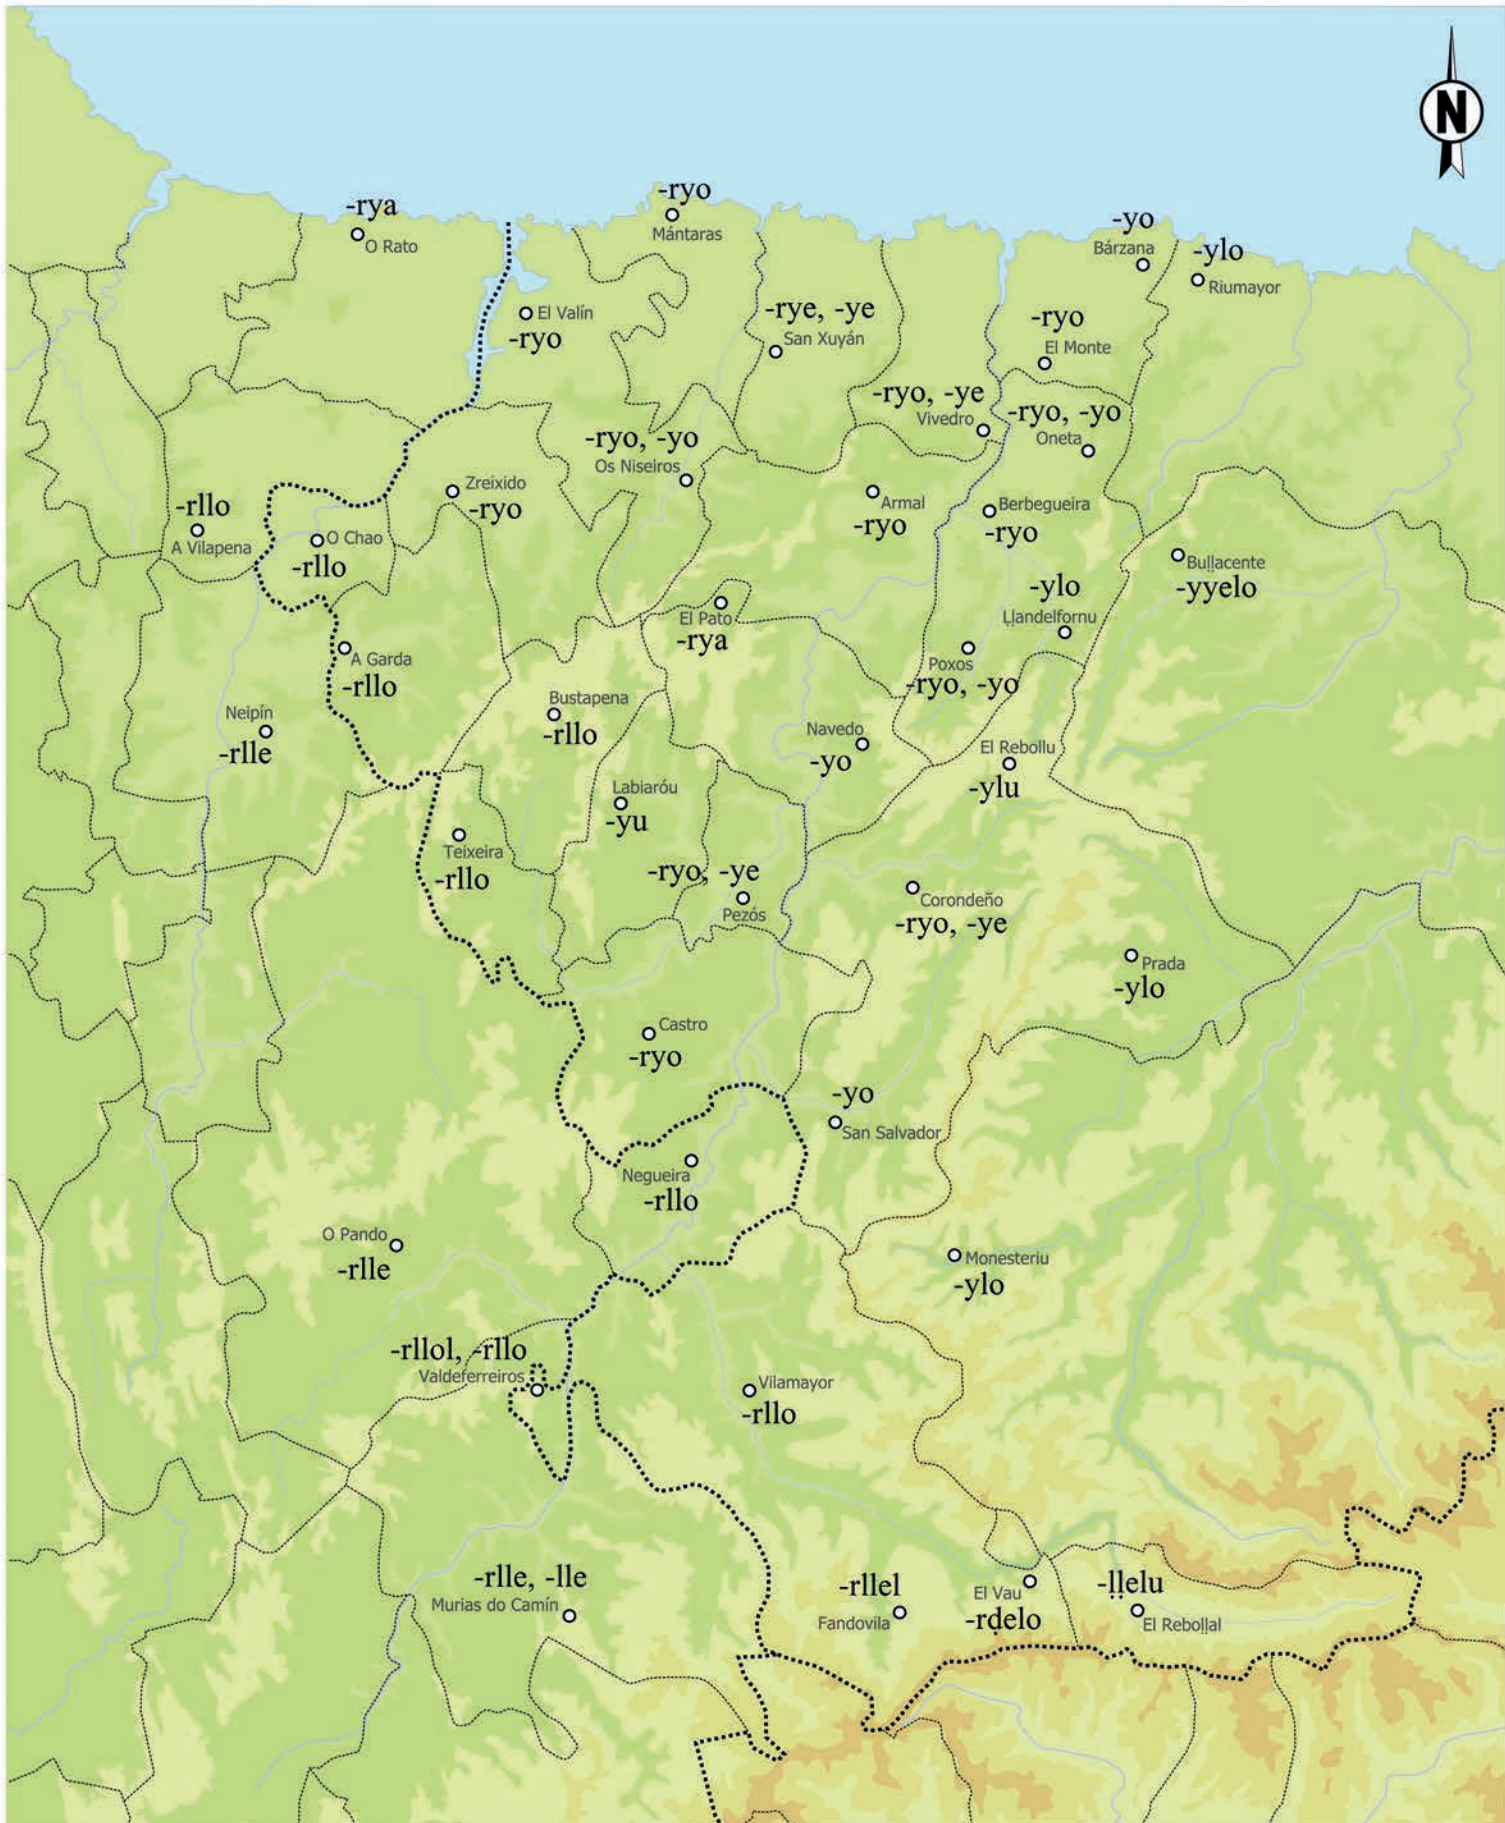 N
-rya
O Rato
-ryo
Mántaras
-yo
Bárzana
-ylo
Riumayor
El Valín
-ryo
-rye, -ye
San Xuyán
-ryo
El Monte
-ryo, -ye
Vivedro
-ryo, -yo
Oneta
-ryo, -yo
Os Niseiros
Zreixido
-ryo
Armal
-ryo
Berbegueira
-ryo
-rllo
A Vilapena
O Chao
-rllo
Buḷḷacente
-yyelo
-ylo
Ḷḷandelfornu
El Pato
-rya
A Garda
-rllo
Poxos
-ryo, -yo
Bustapena
-rllo
Neipín
-rlle
Navedo
-yo
El Rebollu
-ylu
Labiaróu
-yu
Teixeira
-rllo
-ryo, -ye
Pezós
Corondeño
-ryo, -ye
Prada
-ylo
Castro
-ryo
-yo
San Salvador
Negueira
-rllo
O Pando
-rlle
Monesteriu
-ylo
-rllol, -rllo
Valdeferreiros
Vilamayor
-rllo
-rlle, -lle
Murias do Camín
-rllel
Fandovila
El Vau
-rḍelo
-ḷḷelu
El Reboḷḷal